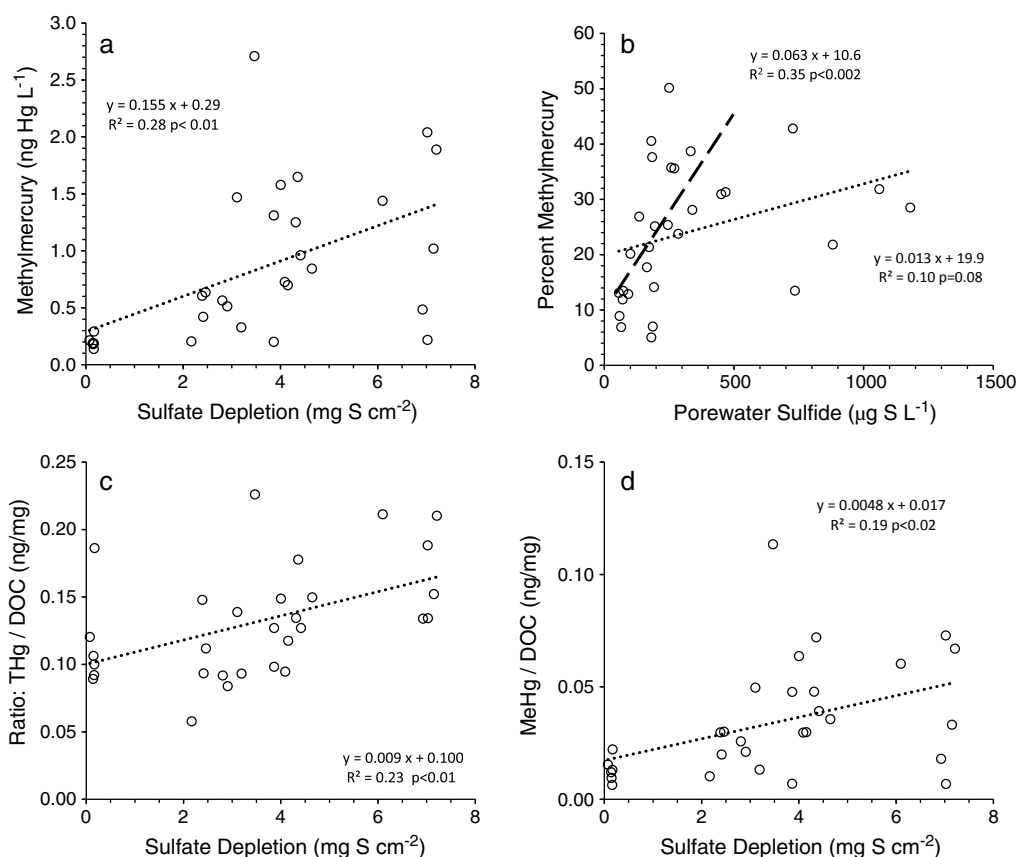 a
Methylmercury (ng Hg L⁻¹)
3.0
2.5
2.0
1.5
1.0
0.5
0.0
y = 0.155 x + 0.29
R² = 0.28 p< 0.01
0 2 4 6 8
Sulfate Depletion (mg S cm⁻²)
b
Percent Methylmercury
60
50
40
30
20
10
0
y = 0.063 x + 10.6
R² = 0.35 p<0.002
y = 0.013 x + 19.9
R² = 0.10 p=0.08
0 500 1000 1500
Porewater Sulfide (µg S L⁻¹)
c
Ratio: THg / DOC (ng/mg)
0.25
0.20
0.15
0.10
0.05
0.00
y = 0.009 x + 0.100
R² = 0.23 p<0.01
0 2 4 6 8
Sulfate Depletion (mg S cm⁻²)
d
MeHg / DOC (ng/mg)
0.15
0.10
0.05
0.00
y = 0.0048 x + 0.017
R² = 0.19 p<0.02
0 2 4 6 8
Sulfate Depletion (mg S cm⁻²)